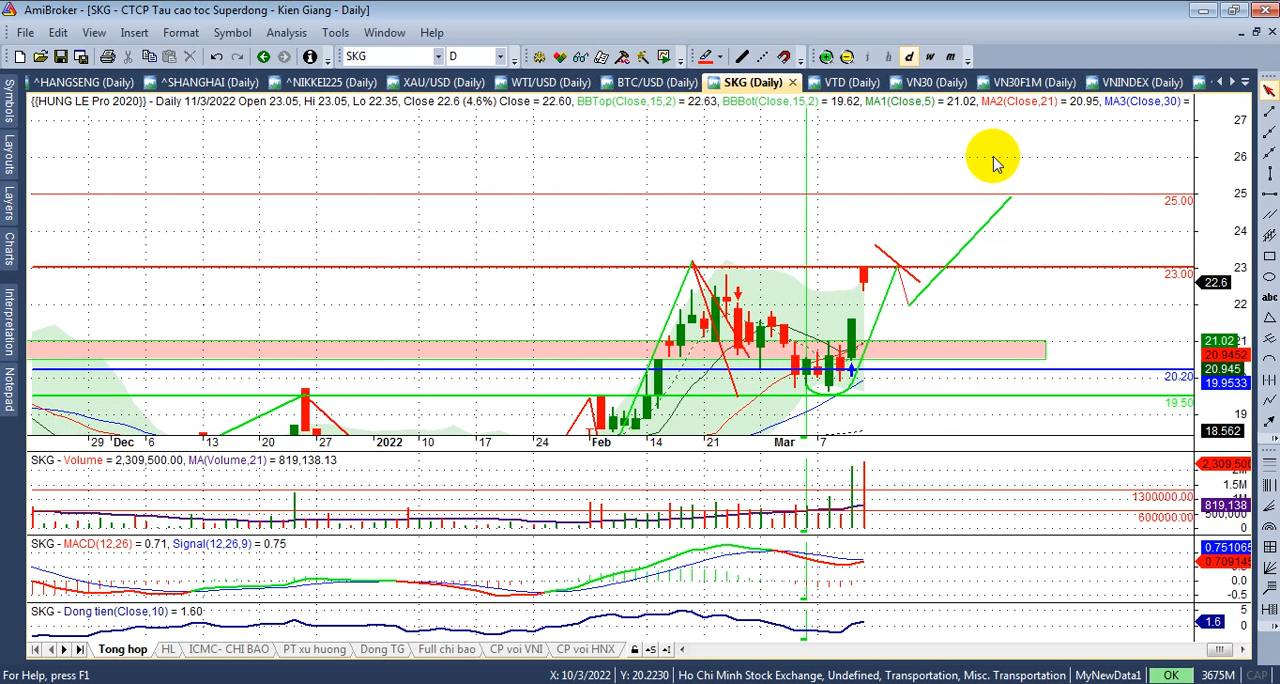 AmiBroker - [SKG - CTCP Tau cao toc Superdong - Kien Giang - Daily]
File Edit View Insert Format Symbol Analysis Tools Window Help
SKG D i h d w m
^HANGSENG (Daily) ^SHANGHAI (Daily) ^NIKKEI225 (Daily) XAU/USD (Daily) WTI/USD (Daily) BTC/USD (Daily) SKG (Daily) VTD (Daily) VN30 (Daily) VN30F1M (Daily) VNINDEX (Daily)
{{HUNG LE Pro 2020}} - Daily 11/3/2022 Open 23.05, Hi 23.05, Lo 22.35, Close 22.6 (4.6%) Close = 22.60, BBTop(Close,15,2) = 22.63, BBBot(Close,15,2) = 19.62, MA1(Close,5) = 21.02, MA2(Close,21) = 20.95, MA3(Close,30) =
Symbols
Layouts
Layers
Charts
Interpretation
Notepad
abc
27
26
25
25.00
24
23
23.00
22.6
22
21.02
21
20.9452
20.945
20.20
19.9533
19.50
19
18.562
29 Dec 6 13 20 27 2022 10 17 24 Feb 14 21 Mar 7
SKG - Volume = 2,309,500.00, MA(Volume,21) = 819,138.13
2,309,500
1.5M
1300000.00
819,138
600000.00
0
SKG - MACD(12,26) = 0.71, Signal(12,26,9) = 0.75
0.751065
0.709145
0.0
-0.5
SKG - Dong tien(Close,10) = 1.60
5
1.6
0
Tong hop HL ICMC- CHI BAO PT xu huong Dong TG Full chi bao CP voi VNI CP voi HNX
For Help, press F1 X: 10/3/2022 Y: 20.2230 Ho Chi Minh Stock Exchange, Undefined, Transportation, Misc. Transportation MyNewData1 OK 3675M CAP